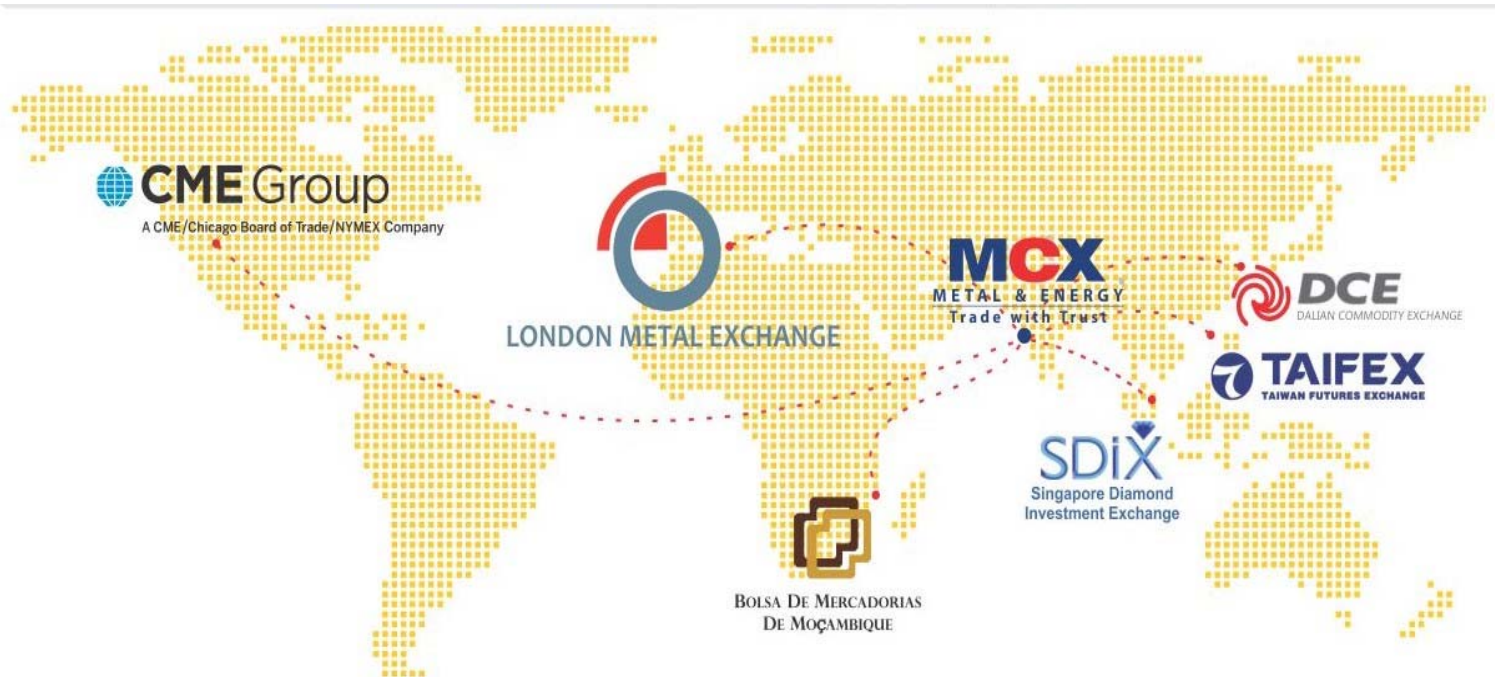 CME Group
A CME/Chicago Board of Trade/NYMEX Company
LONDON METAL EXCHANGE
MCX
METAL & ENERGY
Trade with Trust
DCE
DALIAN COMMODITY EXCHANGE
TAIFEX
TAIWAN FUTURES EXCHANGE
SDiX
Singapore Diamond
Investment Exchange
BOLSA DE MERCADORIAS
DE MOÇAMBIQUE